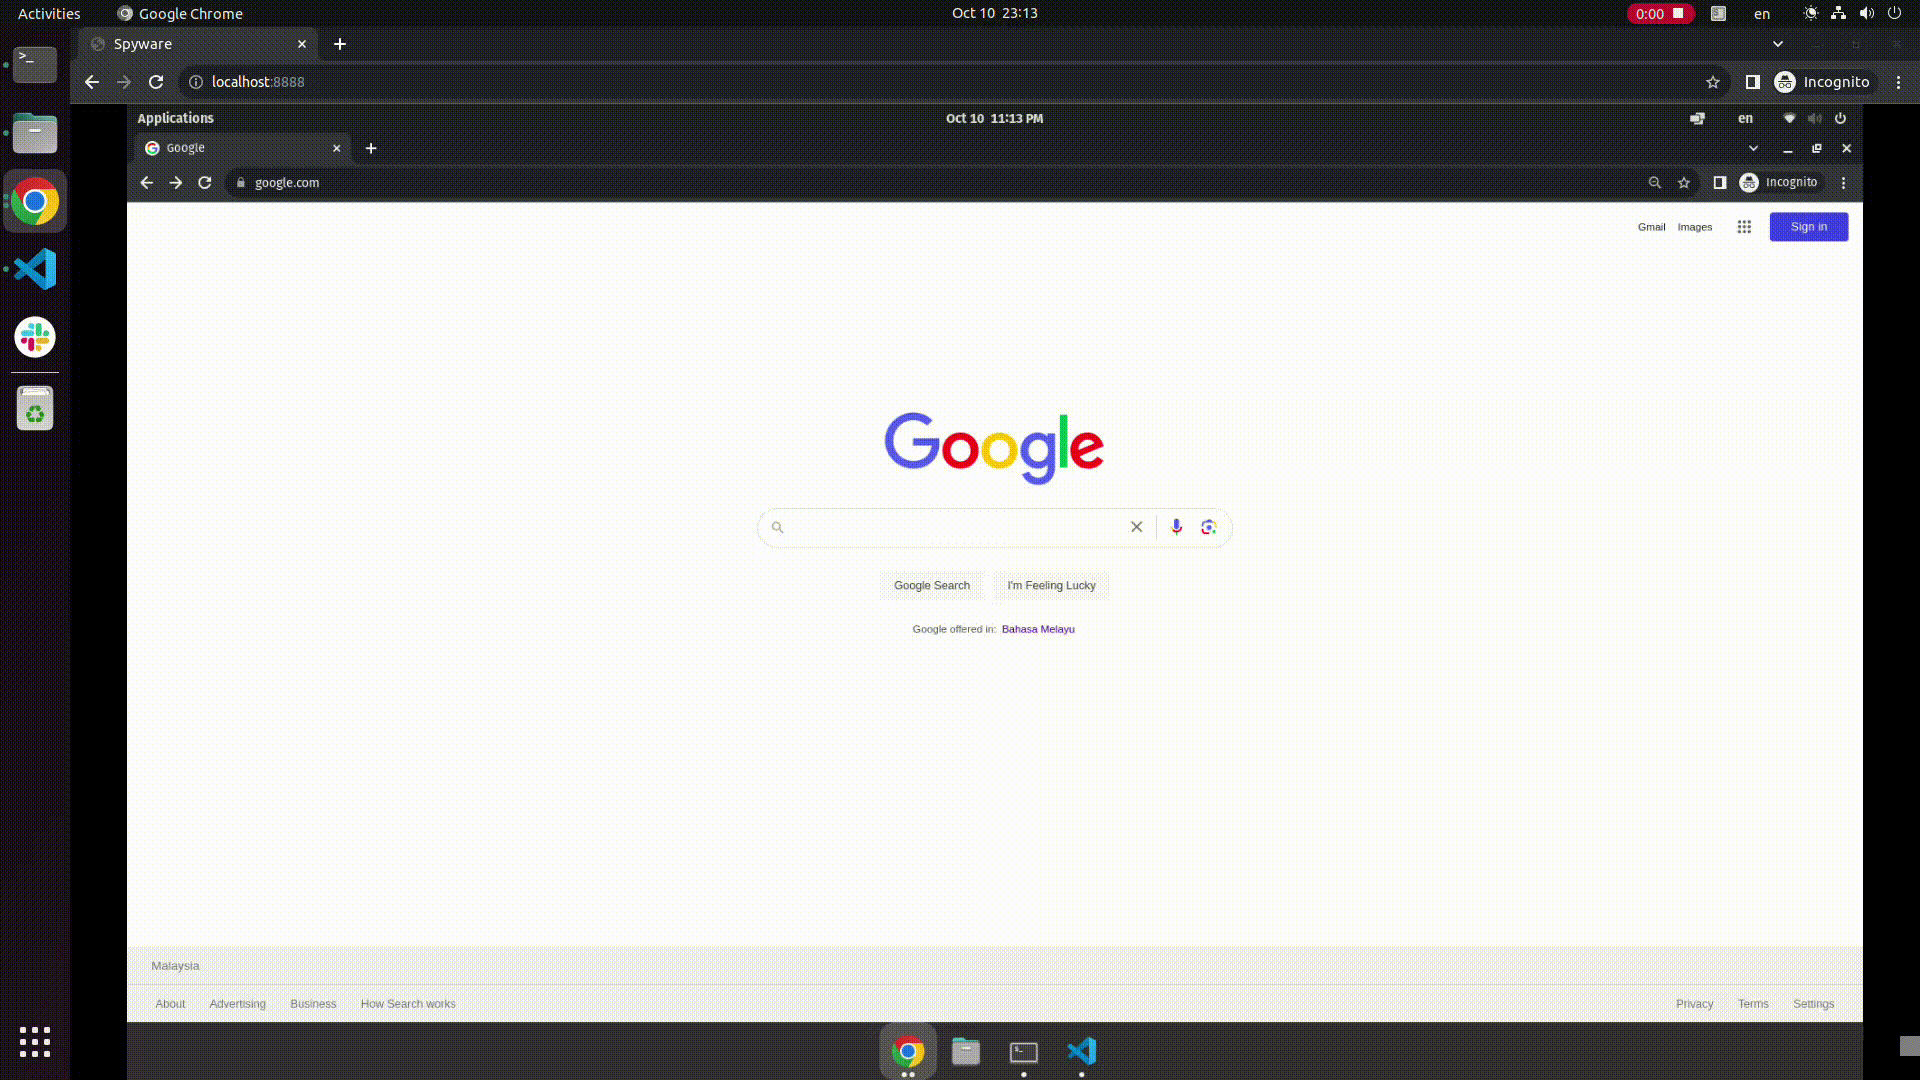 Activities Google Chrome Oct 10 23:13 0:00 en
Spyware
localhost:8888 Incognito
Applications Oct 10 11:13 PM en
Google
google.com Incognito
Gmail Images Sign in
Google
Google Search I'm Feeling Lucky
Google offered in: Bahasa Melayu
Malaysia
About Advertising Business How Search works Privacy Terms Settings